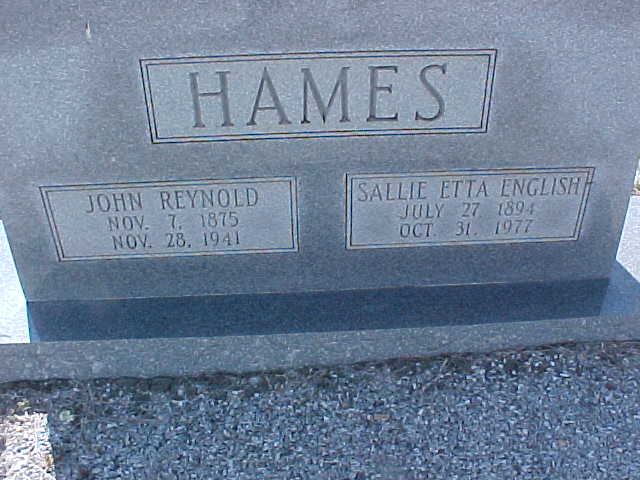 HAMES
JOHN REYNOLD
NOV. 7, 1875
NOV. 28, 1941
SALLIE ETTA ENGLISH
JULY 27 1894
OCT. 31, 1977